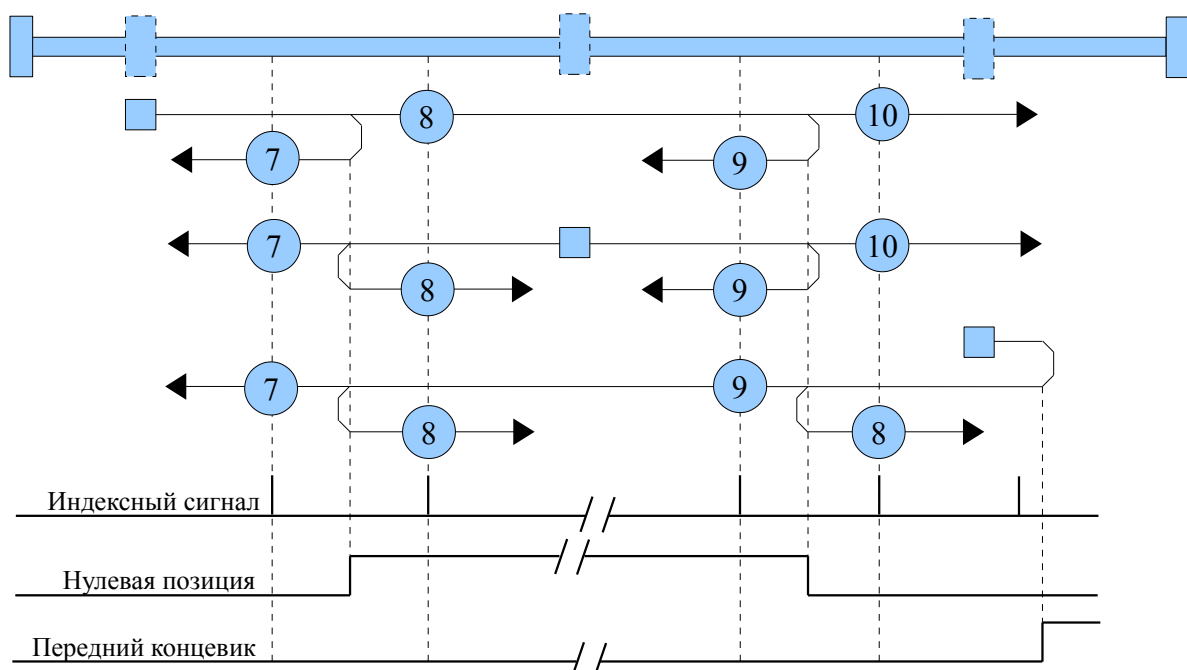 8 10
7 9
7 10
8 9
7 9
8 8
Индексный сигнал
Нулевая позиция
Передний концевик